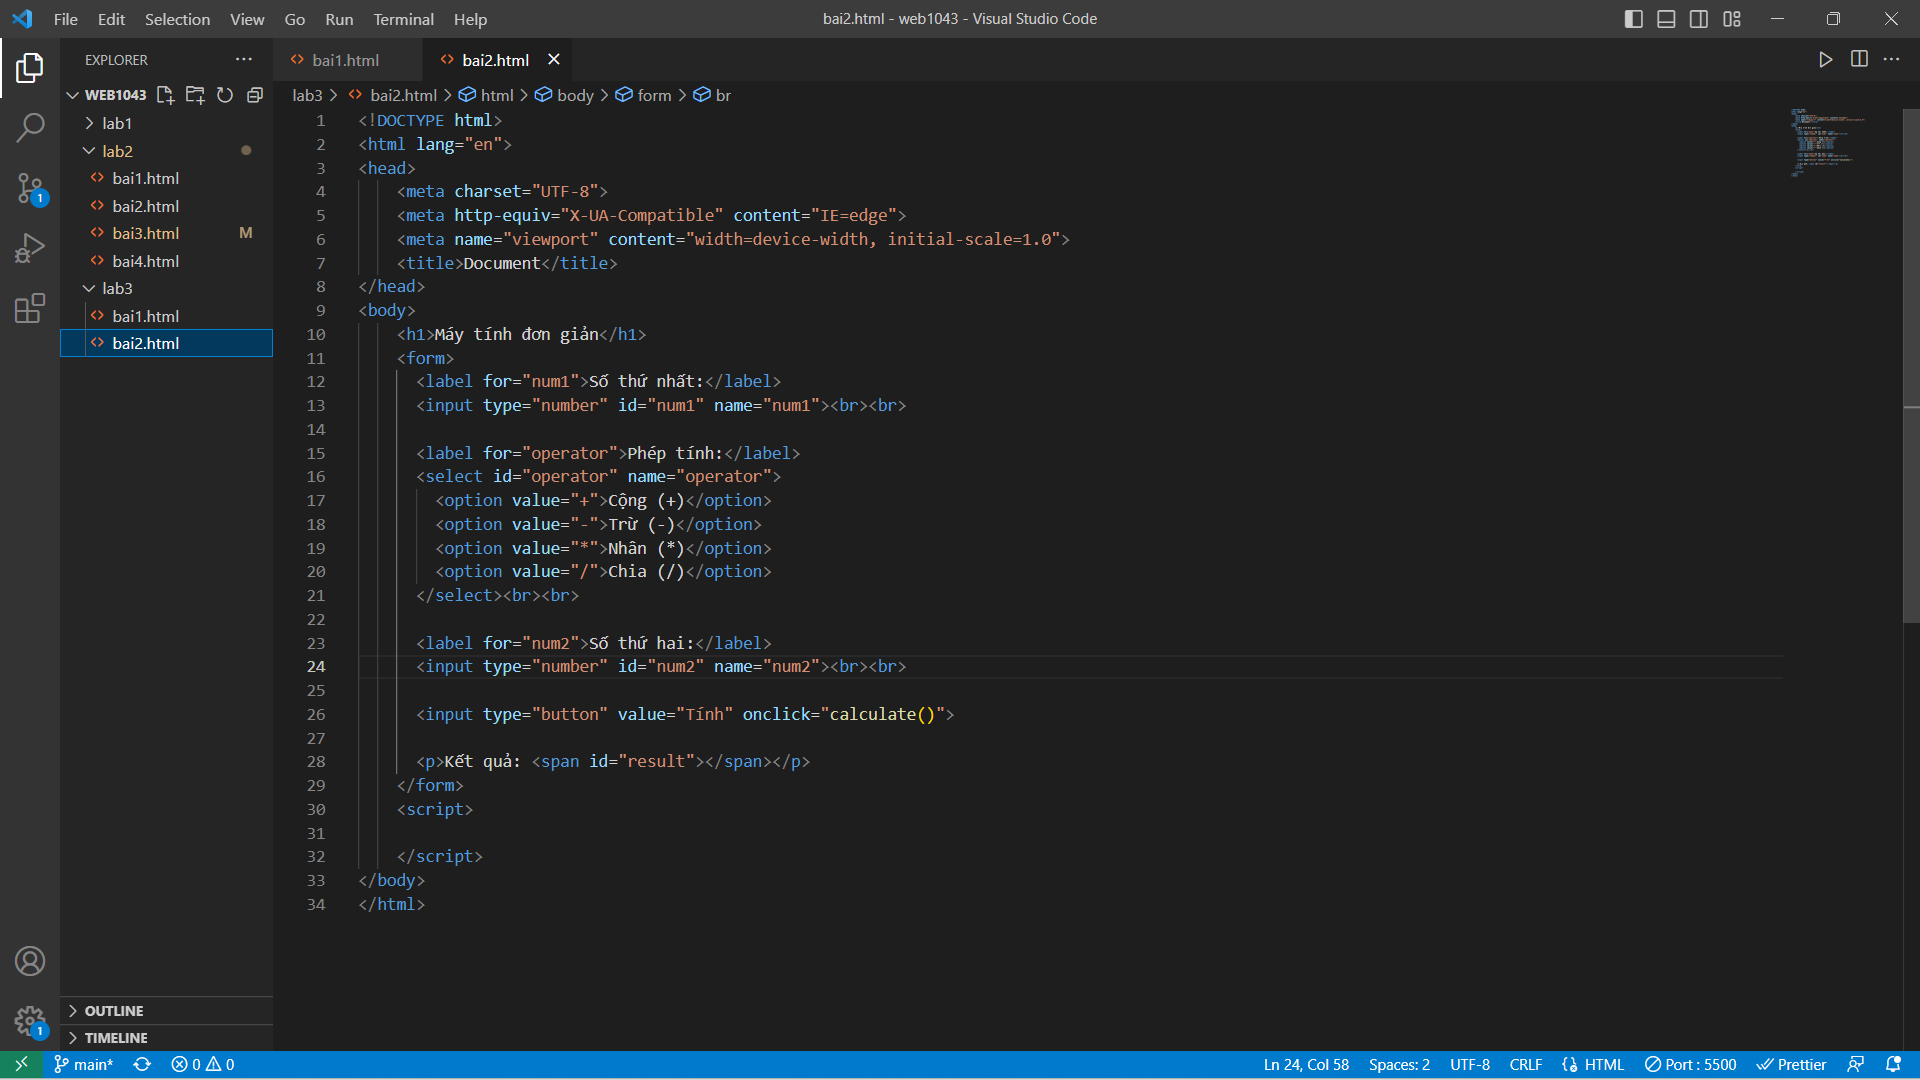 File Edit Selection View Go Run Terminal Help
bai2.html - web1043 - Visual Studio Code
EXPLORER
bai1.html
bai2.html
WEB1043
lab3 > bai2.html > html > body > form > br
lab1
lab2
bai1.html
bai2.html
bai3.html M
bai4.html
lab3
bai1.html
bai2.html
1 <!DOCTYPE html>
2 <html lang="en">
3 <head>
4 <meta charset="UTF-8">
5 <meta http-equiv="X-UA-Compatible" content="IE=edge">
6 <meta name="viewport" content="width=device-width, initial-scale=1.0">
7 <title>Document</title>
8 </head>
9 <body>
10 <h1>Máy tính đơn giản</h1>
11 <form>
12 <label for="num1">Số thứ nhất:</label>
13 <input type="number" id="num1" name="num1"><br><br>
14
15 <label for="operator">Phép tính:</label>
16 <select id="operator" name="operator">
17 <option value="+">Cộng (+)</option>
18 <option value="-">Trừ (-)</option>
19 <option value="*">Nhân (*)</option>
20 <option value="/">Chia (/)</option>
21 </select><br><br>
22
23 <label for="num2">Số thứ hai:</label>
24 <input type="number" id="num2" name="num2"><br><br>
25
26 <input type="button" value="Tính" onclick="calculate()">
27
28 <p>Kết quả: <span id="result"></span></p>
29 </form>
30 <script>
31
32 </script>
33 </body>
34 </html>
1
OUTLINE
TIMELINE
1
main* 0 0
Ln 24, Col 58 Spaces: 2 UTF-8 CRLF HTML Port : 5500 Prettier